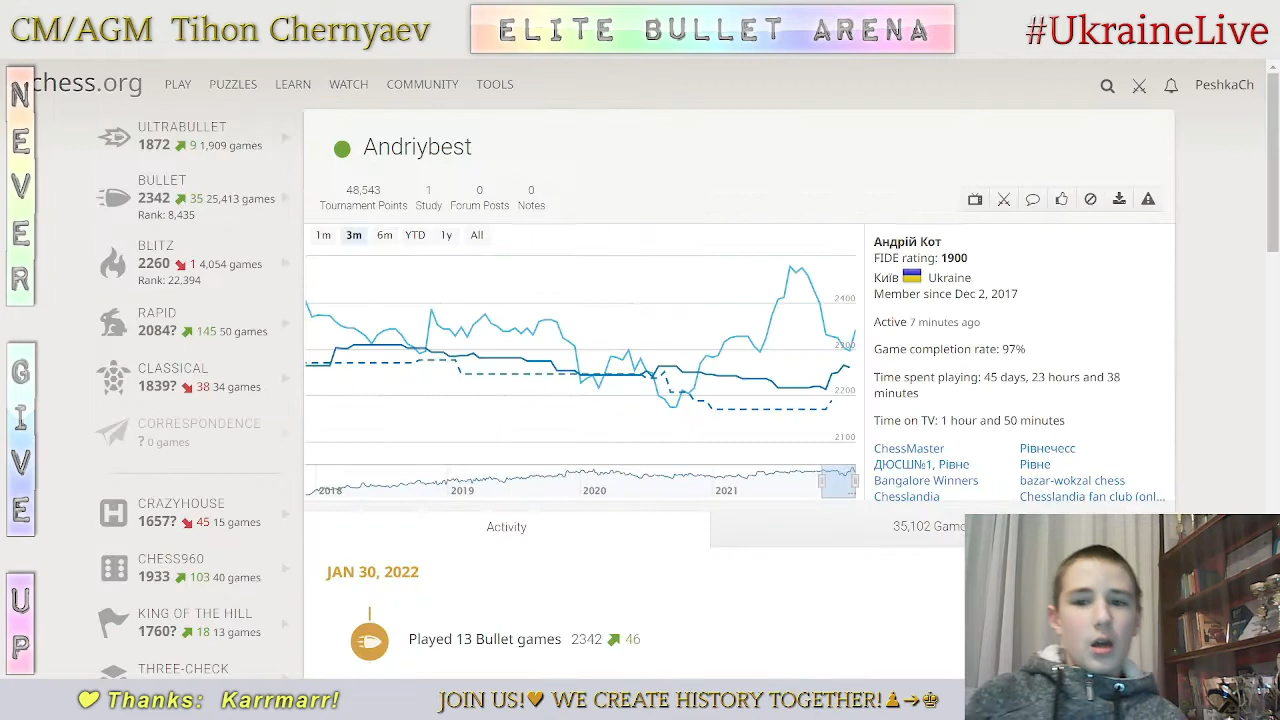 CM/AGM Tihon Chernyaev
ELITE BULLET ARENA
#UkraineLive
NEVER
GIVE
UP
chess.org
PLAY
PUZZLES
LEARN
WATCH
COMMUNITY
TOOLS
PeshkaCh
ULTRABULLET
1872 9 1,909 games
BULLET
2342 35 25,413 games
Rank: 8,435
BLITZ
2260 1 4,054 games
Rank: 22,394
RAPID
2084? 145 50 games
CLASSICAL
1839? 38 34 games
CORRESPONDENCE
? 0 games
CRAZYHOUSE
1657? 45 15 games
CHESS960
1933 103 40 games
KING OF THE HILL
1760? 18 13 games
THREE-CHECK
Andriybest
48,543
Tournament Points
1
Study
0
Forum Posts
0
Notes
1m 3m 6m YTD 1y All
2400
2300
2200
2100
2018 2019 2020 2021
Андрій Кот
FIDE rating: 1900
Київ Ukraine
Member since Dec 2, 2017
Active 7 minutes ago
Game completion rate: 97%
Time spent playing: 45 days, 23 hours and 38
minutes
Time on TV: 1 hour and 50 minutes
ChessMaster Рівнечесс
ДЮСШ№1, Рівне Рівне
Bangalore Winners bazar-wokzal chess
Chesslandia Chesslandia fan club (onl...
Activity
35,102 Game
JAN 30, 2022
Played 13 Bullet games 2342 46
Thanks: Karrmarr!
JOIN US! WE CREATE HISTORY TOGETHER!